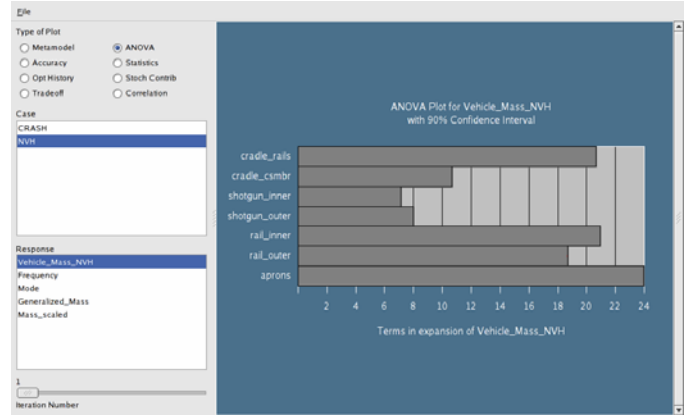 File
Type of Plot
Metamodel ANOVA
Accuracy Statistics
Opt History Stoch Contrib
Tradeoff Correlation
Case
CRASH
NVH
Response
Vehicle_Mass_NVH
Frequency
Mode
Generalized_Mass
Mass_scaled
1
Iteration Number
ANOVA Plot for Vehicle_Mass_NVH
with 90% Confidence Interval
cradle_rails
cradle_csmbr
shotgun_inner
shotgun_outer
rail_inner
rail_outer
aprons
2 4 6 8 10 12 14 16 18 20 22 24
Terms in expansion of Vehicle_Mass_NVH